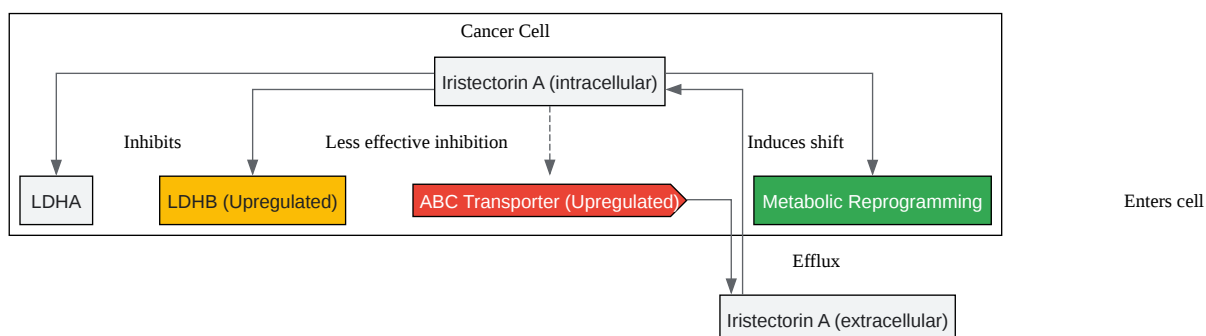 Cancer Cell
Iristectorin A (intracellular)
Inhibits
Less effective inhibition
Induces shift
LDHA
LDHB (Upregulated)
ABC Transporter (Upregulated)
Metabolic Reprogramming
Enters cell
Efflux
Iristectorin A (extracellular)